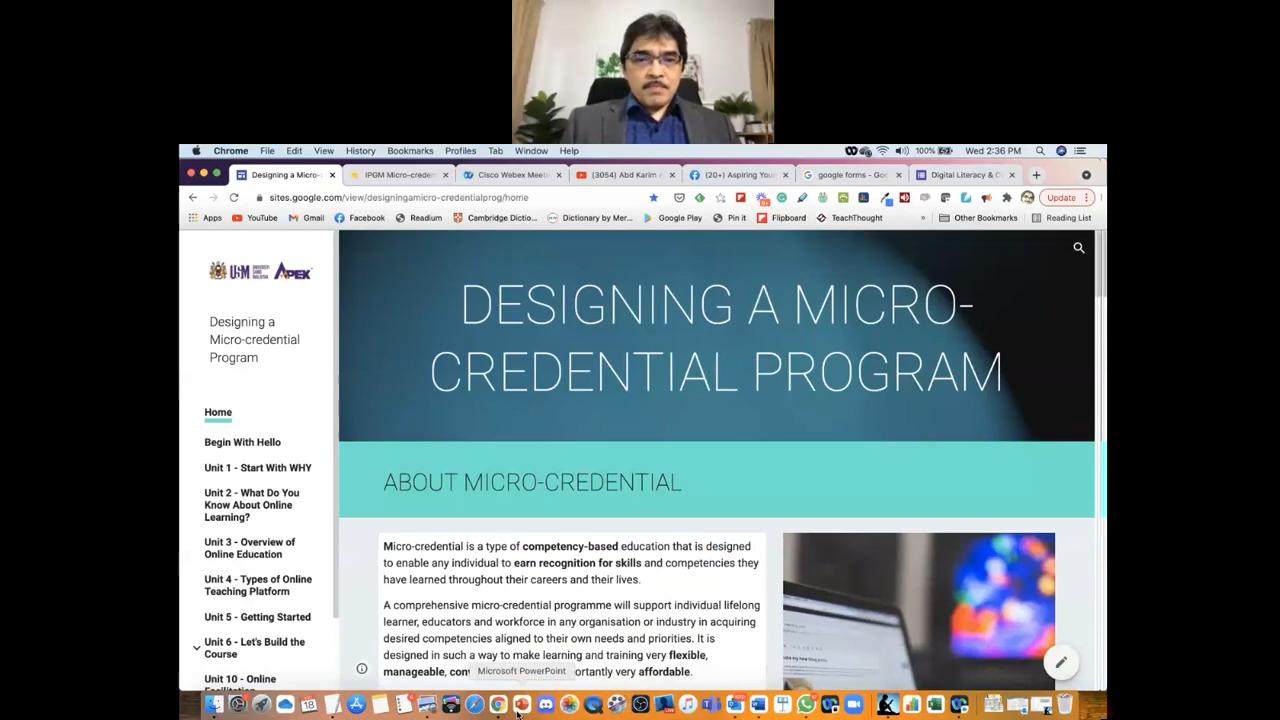 Chrome File Edit View History Bookmarks Profiles Tab Window Help 100% Wed 2:36 PM
Designing a Micro- IPGM Micro-creden Cisco Webex Meet (3054) Abd Karim (20+) Aspiring You google forms - Goo Digital Literacy & C
sites.google.com/view/designingamicro-credentialprog/home Update
Apps YouTube Gmail Facebook Readium Cambridge Dictio... Dictionary by Mer... Google Play Pin it Flipboard TeachThought » Other Bookmarks Reading List
USM UNIVERSITI SAINS MALAYSIA APEX
Designing a
Micro-credential
Program
Home
Begin With Hello
Unit 1 - Start With WHY
Unit 2 - What Do You
Know About Online
Learning?
Unit 3 - Overview of
Online Education
Unit 4 - Types of Online
Teaching Platform
Unit 5 - Getting Started
Unit 6 - Let's Build the
Course
Unit 10 - Online
DESIGNING A MICRO-
CREDENTIAL PROGRAM
ABOUT MICRO-CREDENTIAL
Micro-credential is a type of competency-based education that is designed
to enable any individual to earn recognition for skills and competencies they
have learned throughout their careers and their lives.
A comprehensive micro-credential programme will support individual lifelong
learner, educators and workforce in any organisation or industry in acquiring
desired competencies aligned to their own needs and priorities. It is
designed in such a way to make learning and training very flexible,
manageable, con ortantly very affordable.
Microsoft PowerPoint
18